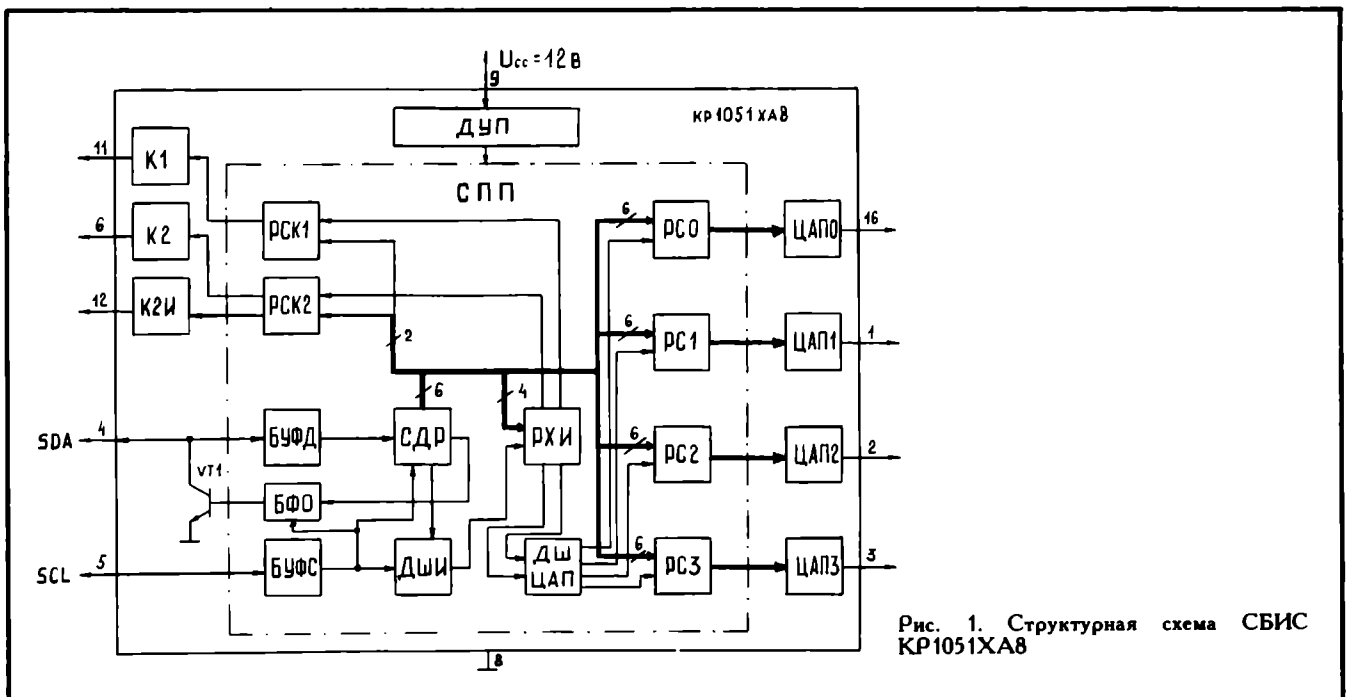 Uсс=12В
9
КР1051ХА8
ДУП
11
К1
СПП
6
РСК1
РС0
ЦАП0
16
6
К2
12
К2И
РСК2
2
6
РС1
ЦАП1
1
6
4
SDA
4
БУФД
СДР
РХИ
6
РС2
ЦАП2
2
VT1
БФО
SCL
5
БУФС
ДШИ
ДШ
ЦАП
6
РС3
ЦАП3
3
8
Рис. 1. Структурная схема СБИС
КР1051ХА8